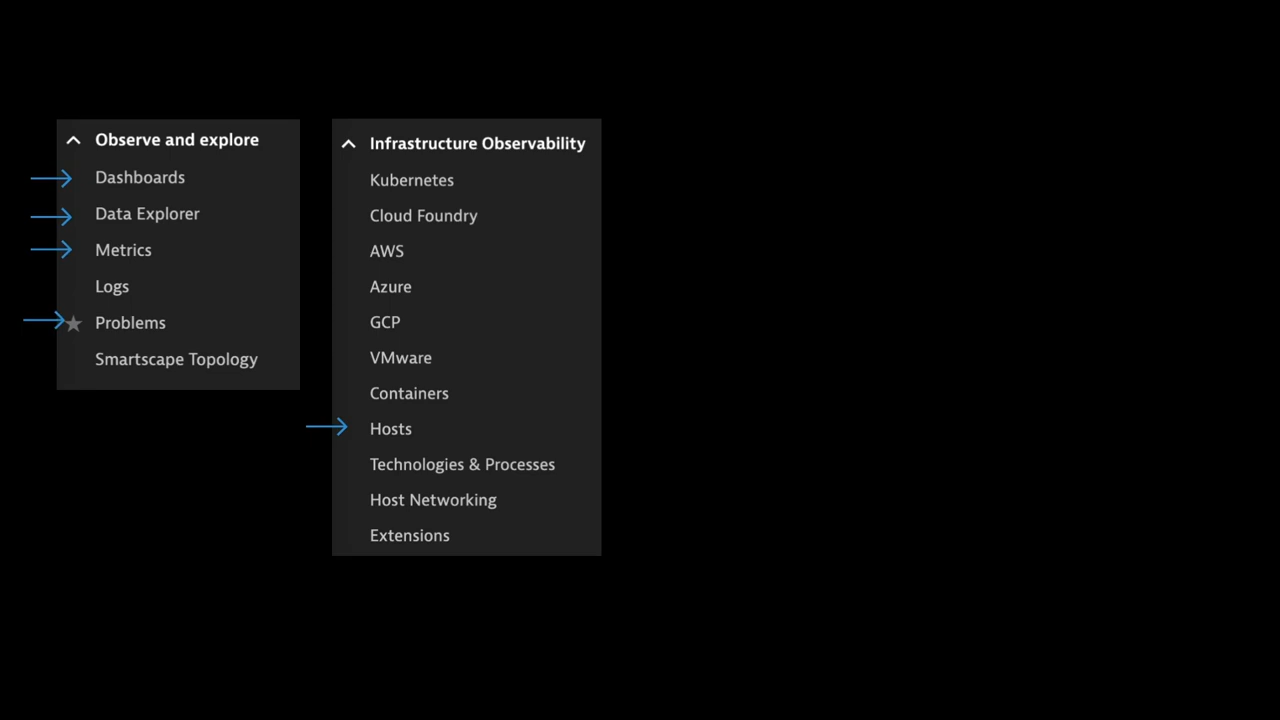 Observe and explore
Dashboards
Data Explorer
Metrics
Logs
Problems
Smartscape Topology
Infrastructure Observability
Kubernetes
Cloud Foundry
AWS
Azure
GCP
VMware
Containers
Hosts
Technologies & Processes
Host Networking
Extensions